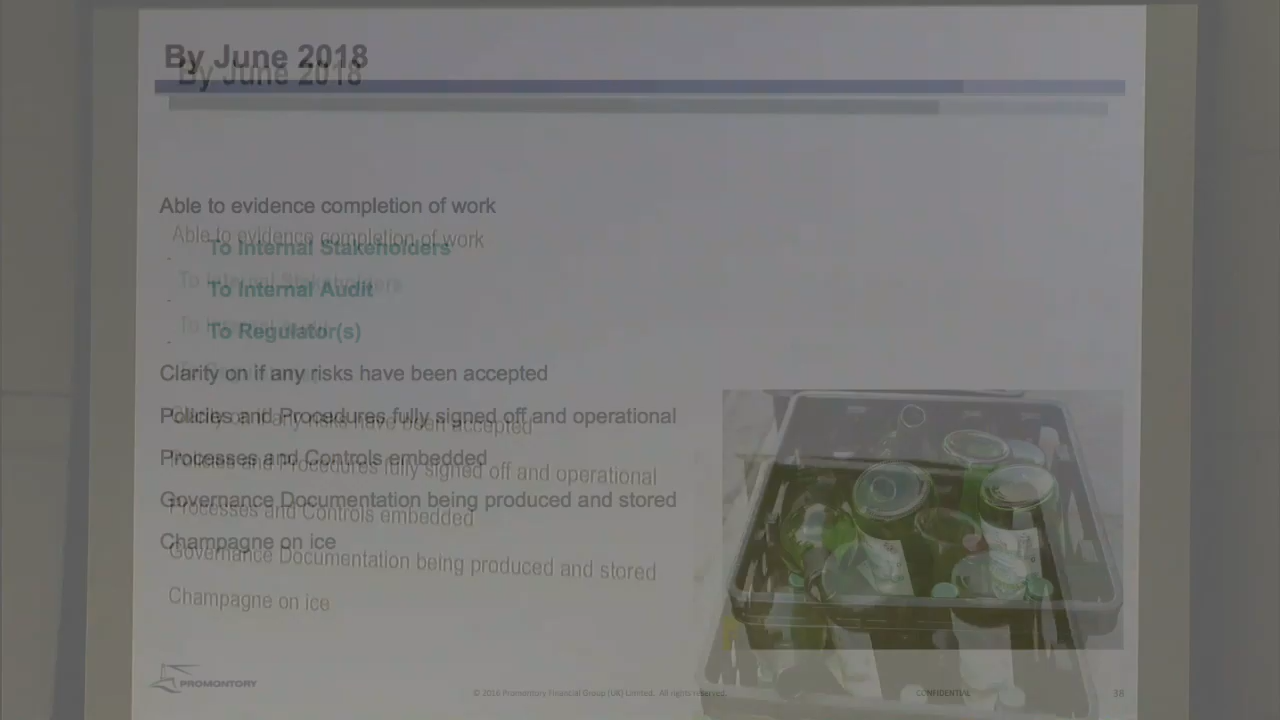 By June 2018
Able to evidence completion of work
To Internal Stakeholders
To Internal Audit
To Regulator(s)
Clarity on if any risks have been accepted
Policies and Procedures fully signed off and operational
Processes and Controls embedded
Governance Documentation being produced and stored
Champagne on ice
PROMONTORY
© 2016 Promontory Financial Group (UK) Limited. All rights reserved.
CONFIDENTIAL
38